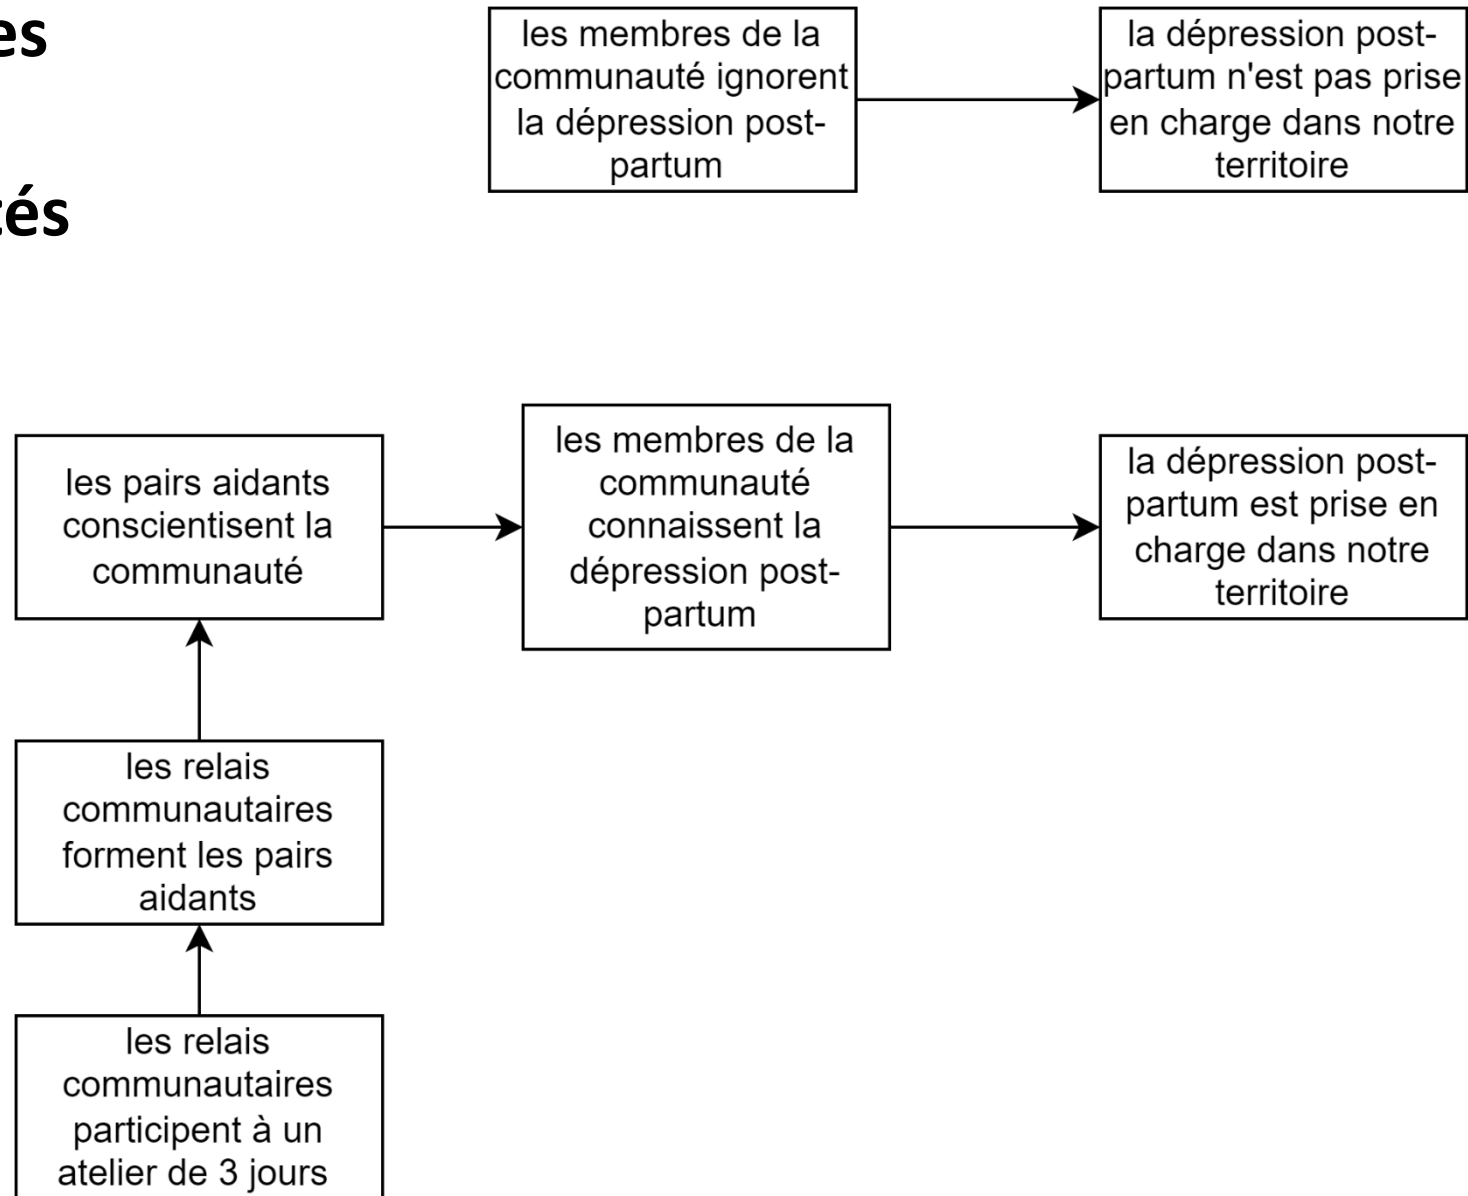 les membres de la
communauté ignorent
la dépression post-
partum
la dépression post-
partum n'est pas prise
en charge dans notre
territoire
les pairs aidants
conscientisent la
communauté
les membres de la
communauté
connaissent la
dépression post-
partum
la dépression post-
partum est prise en
charge dans notre
territoire
les relais
communautaires
forment les pairs
aidants
les relais
communautaires
participent à un
atelier de 3 jours